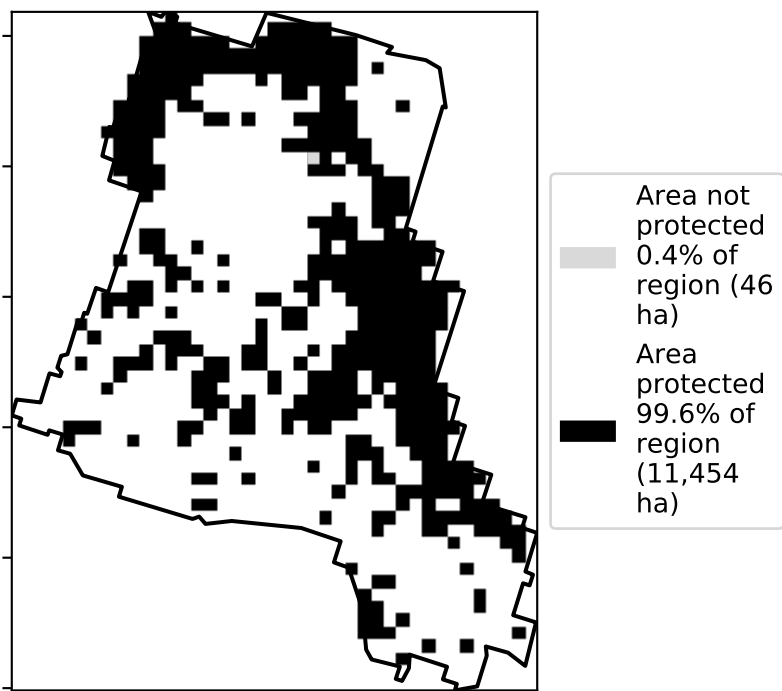 Area not
protected
0.4% of
region (46
ha)
Area
protected
99.6% of
region
(11,454
ha)